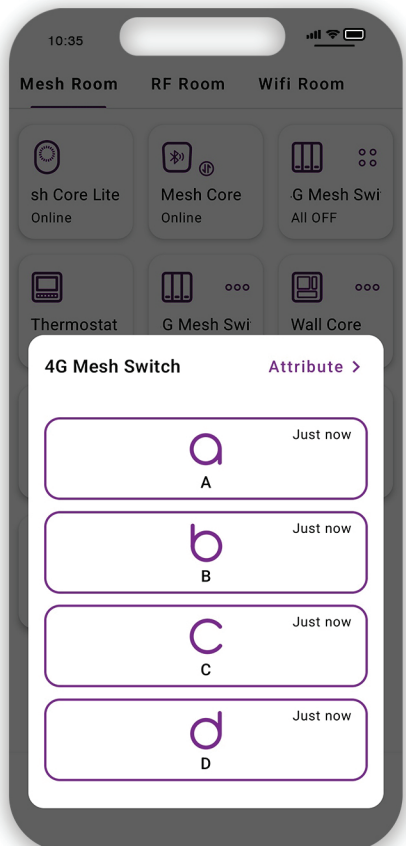 10:35
Mesh Room RF Room Wifi Room
sh Core Lite Mesh Core G Mesh Swi
Online Online All OFF
Thermostat G Mesh Swi Wall Core
4G Mesh Switch Attribute >
Just now
a
A
Just now
b
B
Just now
c
C
Just now
d
D